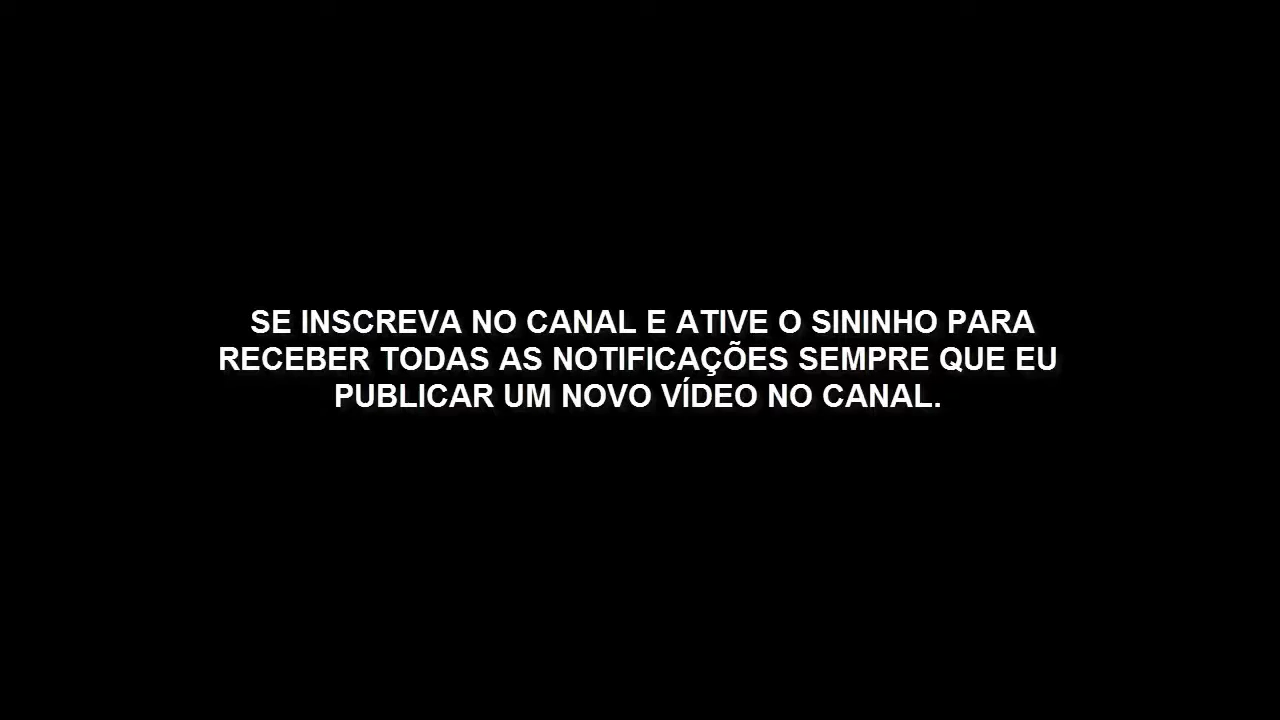 SE INSCREVA NO CANAL E ATIVE O SININHO PARA
RECEBER TODAS AS NOTIFICAÇÕES SEMPRE QUE EU
PUBLICAR UM NOVO VÍDEO NO CANAL.